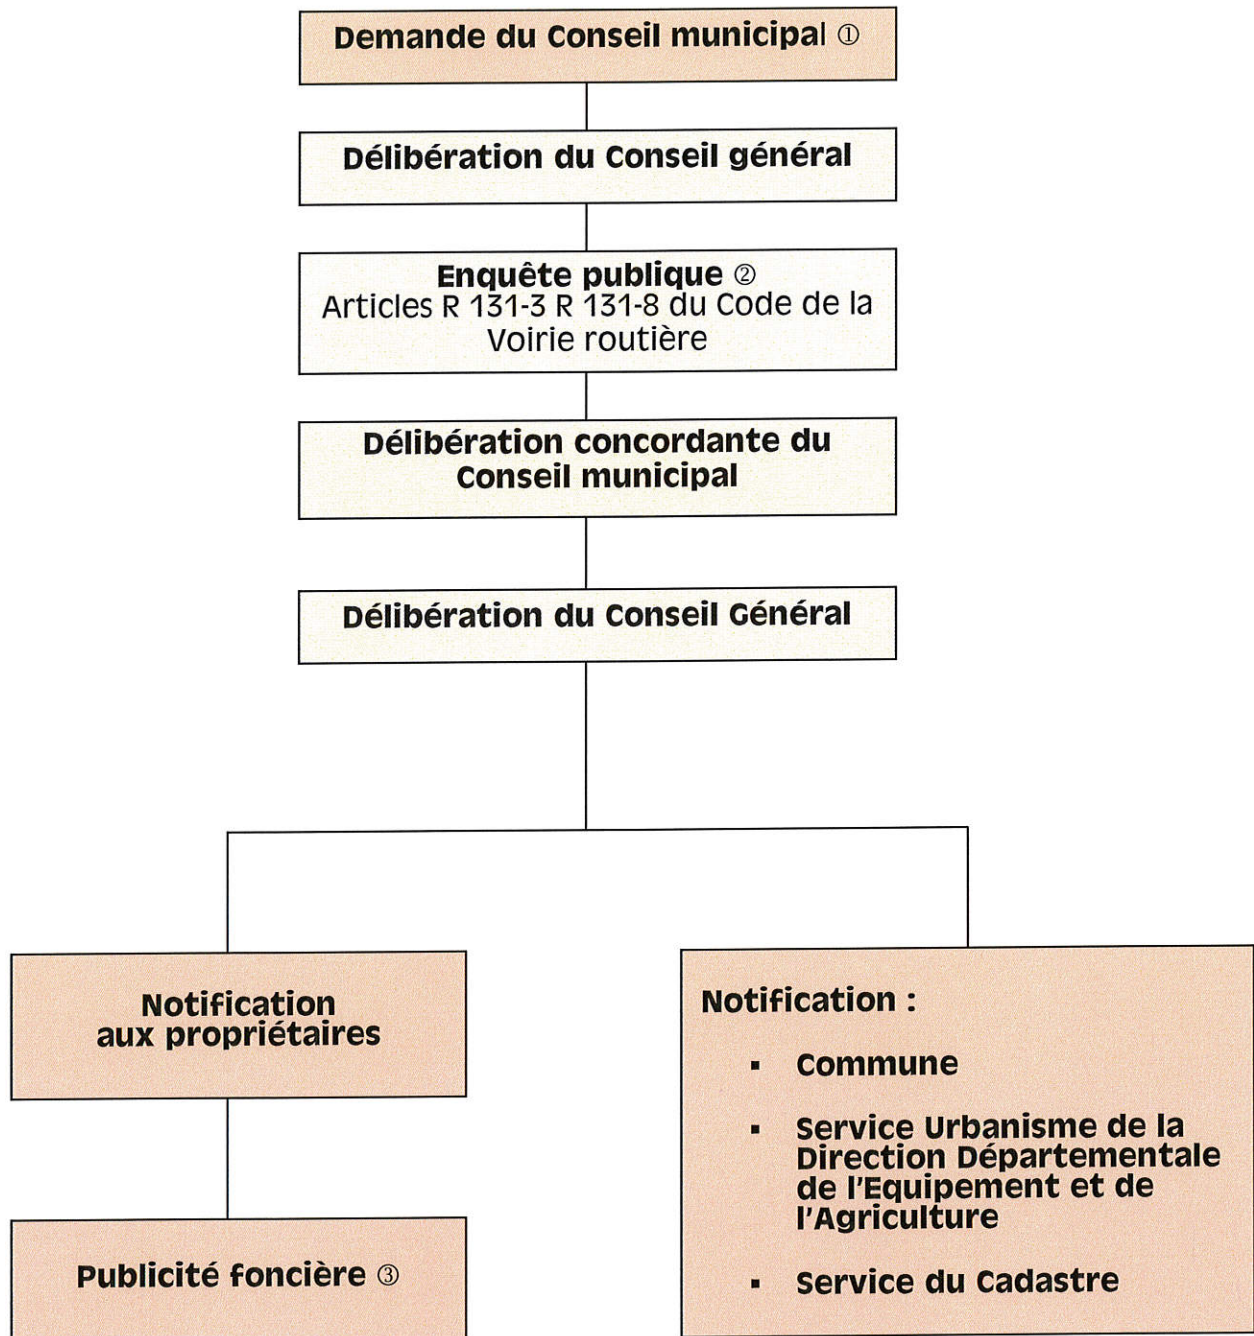 Demande du Conseil municipal ①
Délibération du Conseil général
Enquête publique ②
Articles R 131-3 R 131-8 du Code de la
Voirie routière
Délibération concordante du
Conseil municipal
Délibération du Conseil Général
Notification
aux propriétaires
Publicité foncière ③
Notification :
▪ Commune
▪ Service Urbanisme de la
Direction Départementale
de l'Equipement et de
l'Agriculture
▪ Service du Cadastre